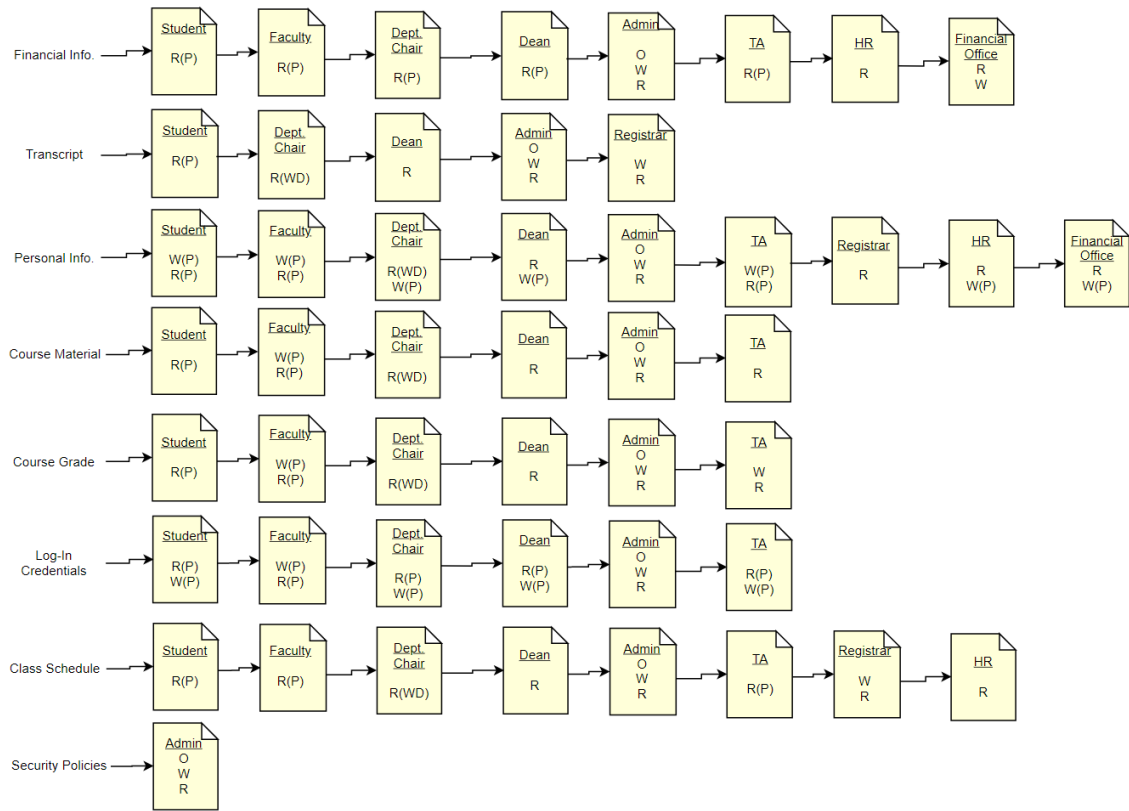 Financial Info.
Student
R(P)
Faculty
R(P)
Dept.
Chair
R(P)
Dean
R(P)
Admin
O
W
R
TA
R(P)
HR
R
Financial
Office
R
W
Transcript
Student
R(P)
Dept.
Chair
R(WD)
Dean
R
Admin
O
W
R
Registrar
W
R
Personal Info.
Student
W(P)
R(P)
Faculty
W(P)
R(P)
Dept.
Chair
R(WD)
W(P)
Dean
R
W(P)
Admin
O
W
R
TA
W(P)
R(P)
Registrar
R
HR
R
W(P)
Financial
Office
R
W(P)
Course Material
Student
R(P)
Faculty
W(P)
R(P)
Dept.
Chair
R(WD)
Dean
R
Admin
O
W
R
TA
R
Course Grade
Student
R(P)
Faculty
W(P)
R(P)
Dept.
Chair
R(WD)
Dean
R
Admin
O
W
R
TA
W
R
Log-In
Credentials
Student
R(P)
W(P)
Faculty
W(P)
R(P)
Dept.
Chair
R(P)
W(P)
Dean
R(P)
W(P)
Admin
O
W
R
TA
R(P)
W(P)
Class Schedule
Student
R(P)
Faculty
R(P)
Dept.
Chair
R(WD)
Dean
R
Admin
O
W
R
TA
R(P)
Registrar
W
R
HR
R
Security Policies
Admin
O
W
R